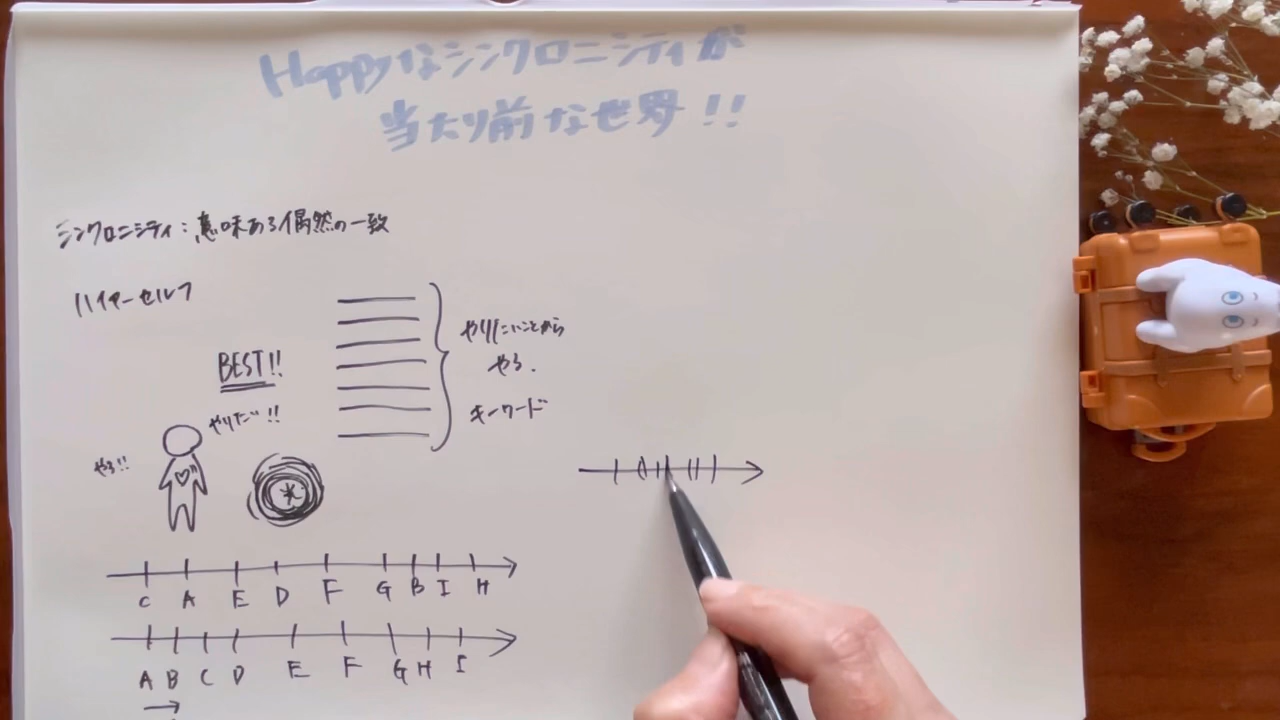 Happyなシンクロニシティが
当たり前な世界!!
シンクロニシティ:意味ある偶然の一致
ハイヤーセルフ
BEST!!
やりたいことから
やる.
キーワード
やりだ!!
やる!!
C A E D F G B I H
A B C D E F G H I